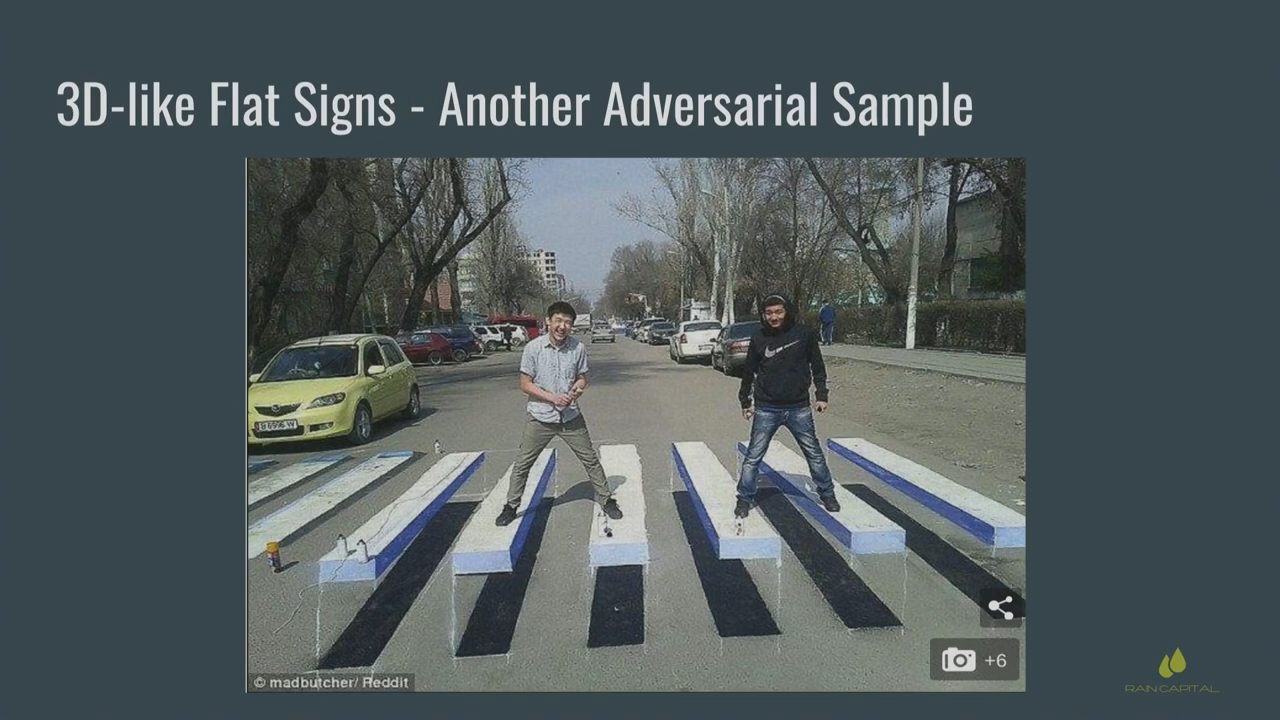 3D-like Flat Signs - Another Adversarial Sample
+6
© madbutcher/ Reddit
RAIN CAPITAL